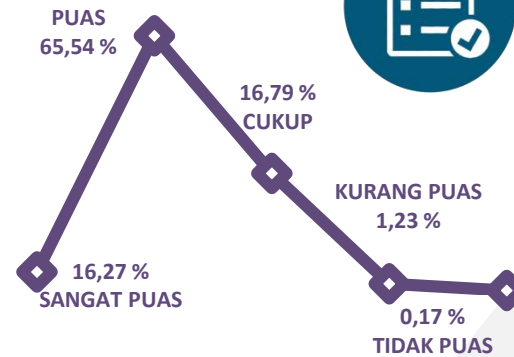 PUAS
65,54 %
16,79 %
CUKUP
KURANG PUAS
1,23 %
16,27 %
SANGAT PUAS
0,17 %
TIDAK PUAS